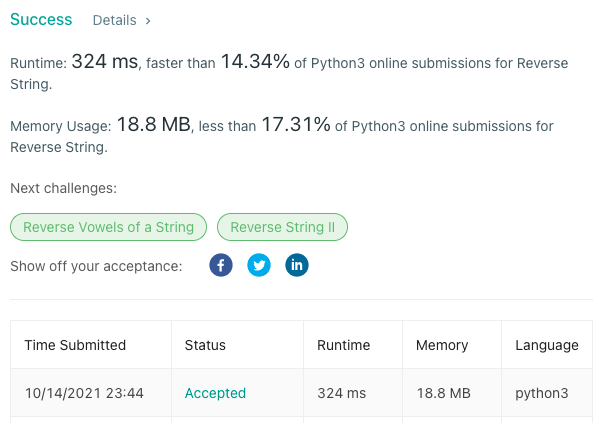 Success Details ›
Runtime: 324 ms, faster than 14.34% of Python3 online submissions for Reverse
String.
Memory Usage: 18.8 MB, less than 17.31% of Python3 online submissions for
Reverse String.
Next challenges:
Reverse Vowels of a String Reverse String II
Show off your acceptance: f in
Time Submitted Status Runtime Memory Language
10/14/2021 23:44 Accepted 324 ms 18.8 MB python3